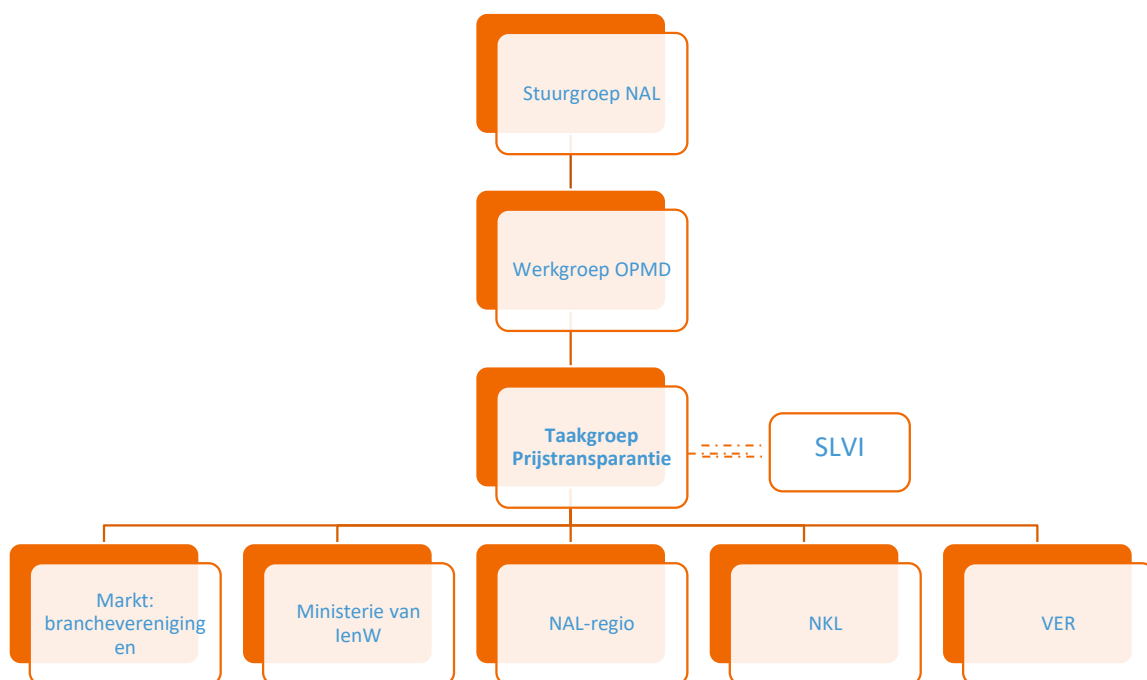 Stuurgroep NAL
Werkgroep OPMD
Taakgroep
Prijstransparantie
SLVI
Markt:
branchevereniging
en
Ministerie van
IenW
NAL-regio
NKL
VER